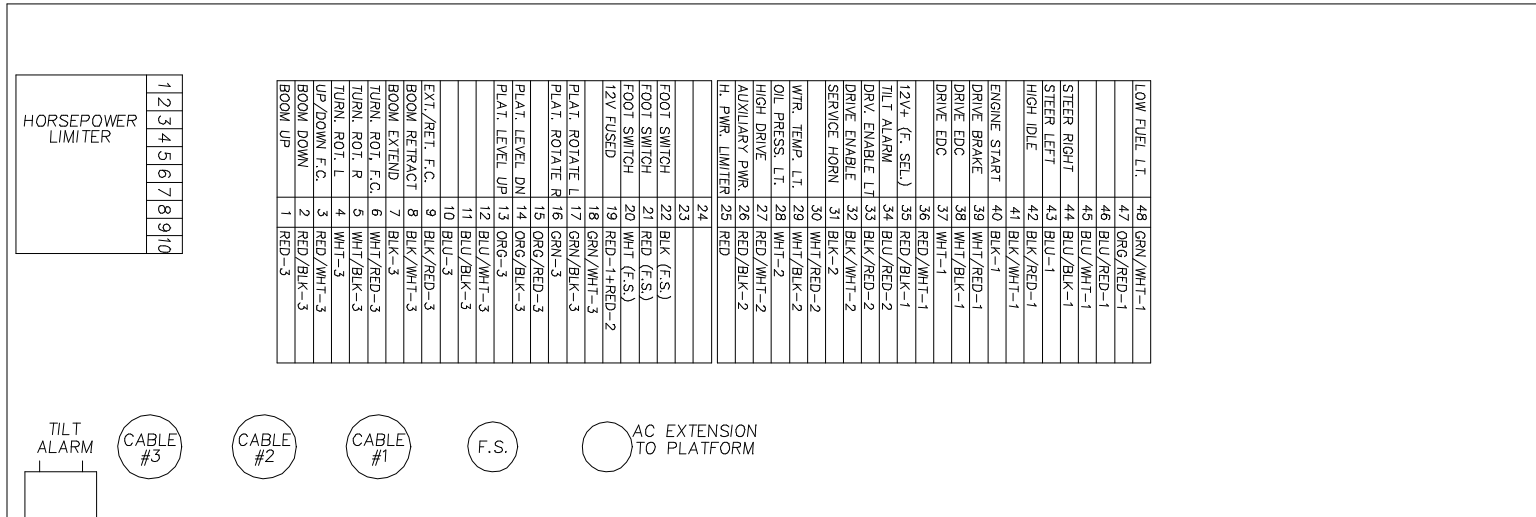 HORSEPOWER
LIMITER
1
2
3
4
5
6
7
8
9
10
BOOM UP 1 RED-3
BOOM DOWN 2 RED/BLK-3
UP/DOWN F.C. 3 RED/WHT-3
TURN. ROT. L 4 WHT-3
TURN. ROT. R 5 WHT/BLK-3
TURN. ROT. F.C. 6 WHT/RED-3
BOOM EXTEND 7 BLK-3
BOOM RETRACT 8 BLK/WHT-3
EXT./RET. F.C. 9 BLK/RED-3
10 BLU-3
11 BLU/BLK-3
12 BLU/WHT-3
PLAT. LEVEL UP 13 ORG-3
PLAT. LEVEL DN 14 ORG/BLK-3
15 ORG/RED-3
PLAT. ROTATE R 16 GRN-3
PLAT. ROTATE L 17 GRN/BLK-3
18 GRN/WHT-3
12V FUSED 19 RED-1+RED-2
FOOT SWITCH 20 WHT (F.S.)
FOOT SWITCH 21 RED (F.S.)
FOOT SWITCH 22 BLK (F.S.)
23
24
H. PWR. LIMITER 25 RED
AUXILIARY PWR. 26 RED/BLK-2
HIGH DRIVE 27 RED/WHT-2
OIL PRESS. LT. 28 WHT-2
WTR. TEMP. LT. 29 WHT/BLK-2
30 WHT/RED-2
SERVICE HORN 31 BLK-2
DRIVE ENABLE 32 BLK/WHT-2
DRV. ENABLE LT 33 BLK/RED-2
TILT ALARM 34 BLU/RED-2
12V+ (F. SEL.) 35 RED/BLK-1
36 RED/WHT-1
DRIVE EDC 37 WHT-1
DRIVE EDC 38 WHT/BLK-1
DRIVE BRAKE 39 WHT/RED-1
ENGINE START 40 BLK-1
41 BLK/WHT-1
HIGH IDLE 42 BLK/RED-1
STEER LEFT 43 BLU-1
STEER RIGHT 44 BLU/BLK-1
45 BLU/WHT-1
46 BLU/RED-1
47 ORG/RED-1
LOW FUEL LT. 48 GRN/WHT-1
TILT
ALARM
CABLE
#3
CABLE
#2
CABLE
#1
F.S.
AC EXTENSION
TO PLATFORM